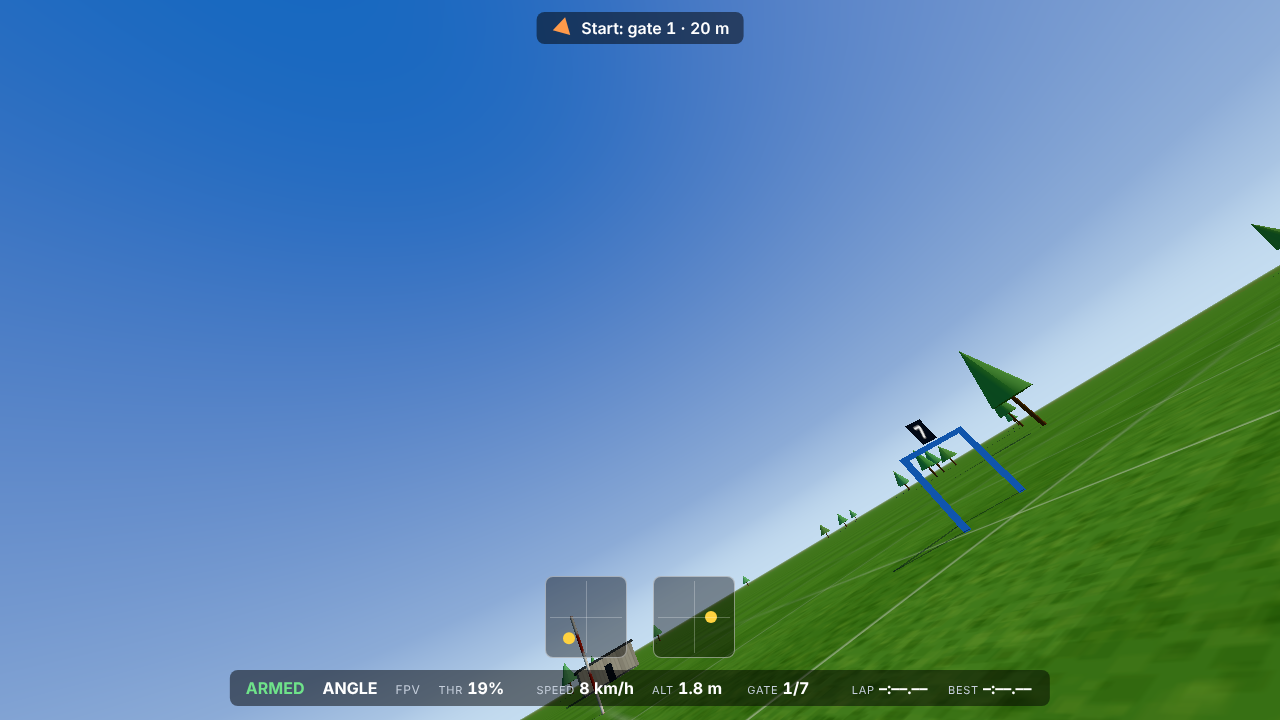 Start: gate 1 · 20 m
7
ARMED ANGLE FPV THR 19% SPEED 8 km/h ALT 1.8 m GATE 1/7 LAP –:––.–– BEST –:––.––